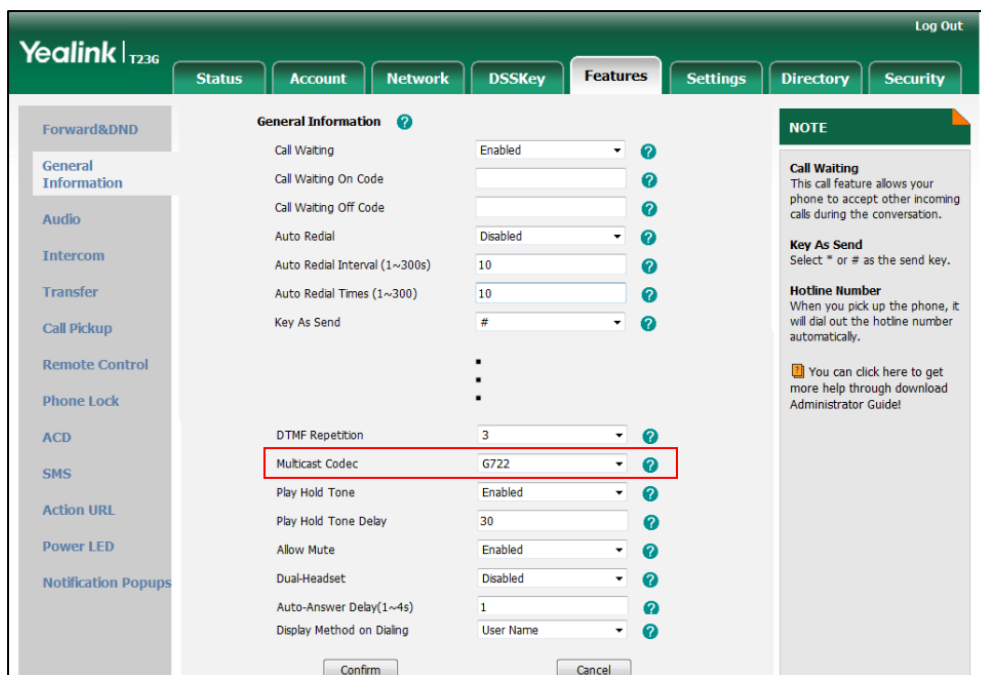 Log Out
Yealink | T23G
Status Account Network DSSKey Features Settings Directory Security
Forward&DND
General
Information
Audio
Intercom
Transfer
Call Pickup
Remote Control
Phone Lock
ACD
SMS
Action URL
Power LED
Notification Popups
General Information ?
Call Waiting Enabled ?
Call Waiting On Code ?
Call Waiting Off Code ?
Auto Redial Disabled ?
Auto Redial Interval (1~300s) 10 ?
Auto Redial Times (1~300) 10 ?
Key As Send # ?
DTMF Repetition 3 ?
Multicast Codec G722 ?
Play Hold Tone Enabled ?
Play Hold Tone Delay 30 ?
Allow Mute Enabled ?
Dual-Headset Disabled ?
Auto-Answer Delay(1~4s) 1 ?
Display Method on Dialing User Name ?
Confirm Cancel
NOTE
Call Waiting
This call feature allows your
phone to accept other incoming
calls during the conversation.
Key As Send
Select * or # as the send key.
Hotline Number
When you pick up the phone, it
will dial out the hotline number
automatically.
? You can click here to get
more help through download
Administrator Guide!